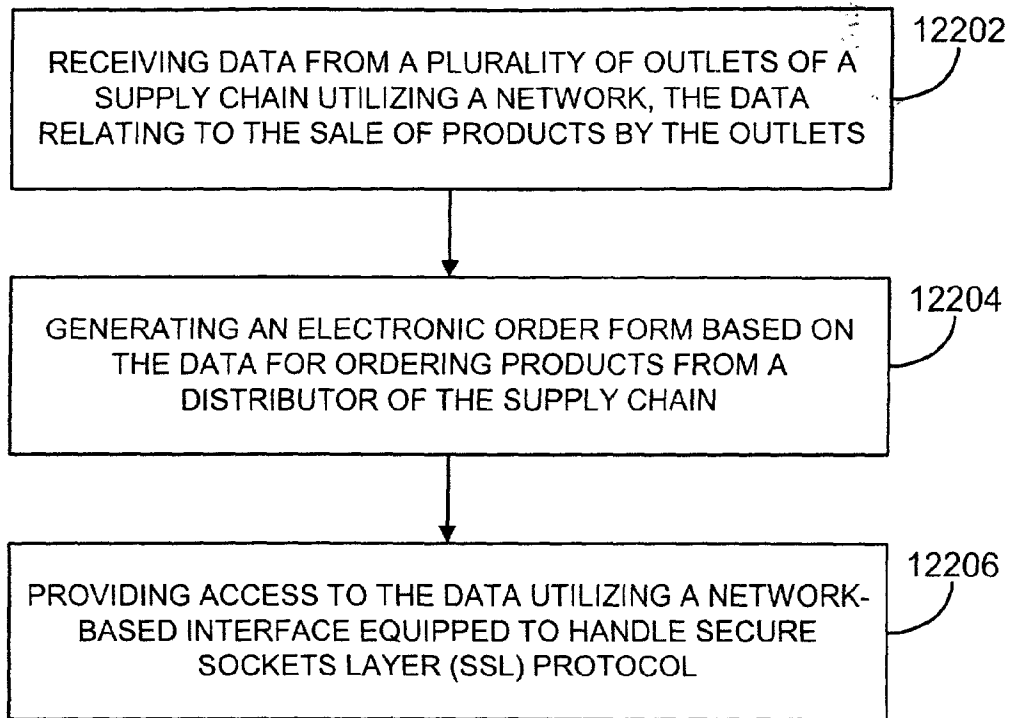 12202
RECEIVING DATA FROM A PLURALITY OF OUTLETS OF A
SUPPLY CHAIN UTILIZING A NETWORK, THE DATA
RELATING TO THE SALE OF PRODUCTS BY THE OUTLETS
12204
GENERATING AN ELECTRONIC ORDER FORM BASED ON
THE DATA FOR ORDERING PRODUCTS FROM A
DISTRIBUTOR OF THE SUPPLY CHAIN
12206
PROVIDING ACCESS TO THE DATA UTILIZING A NETWORK-
BASED INTERFACE EQUIPPED TO HANDLE SECURE
SOCKETS LAYER (SSL) PROTOCOL